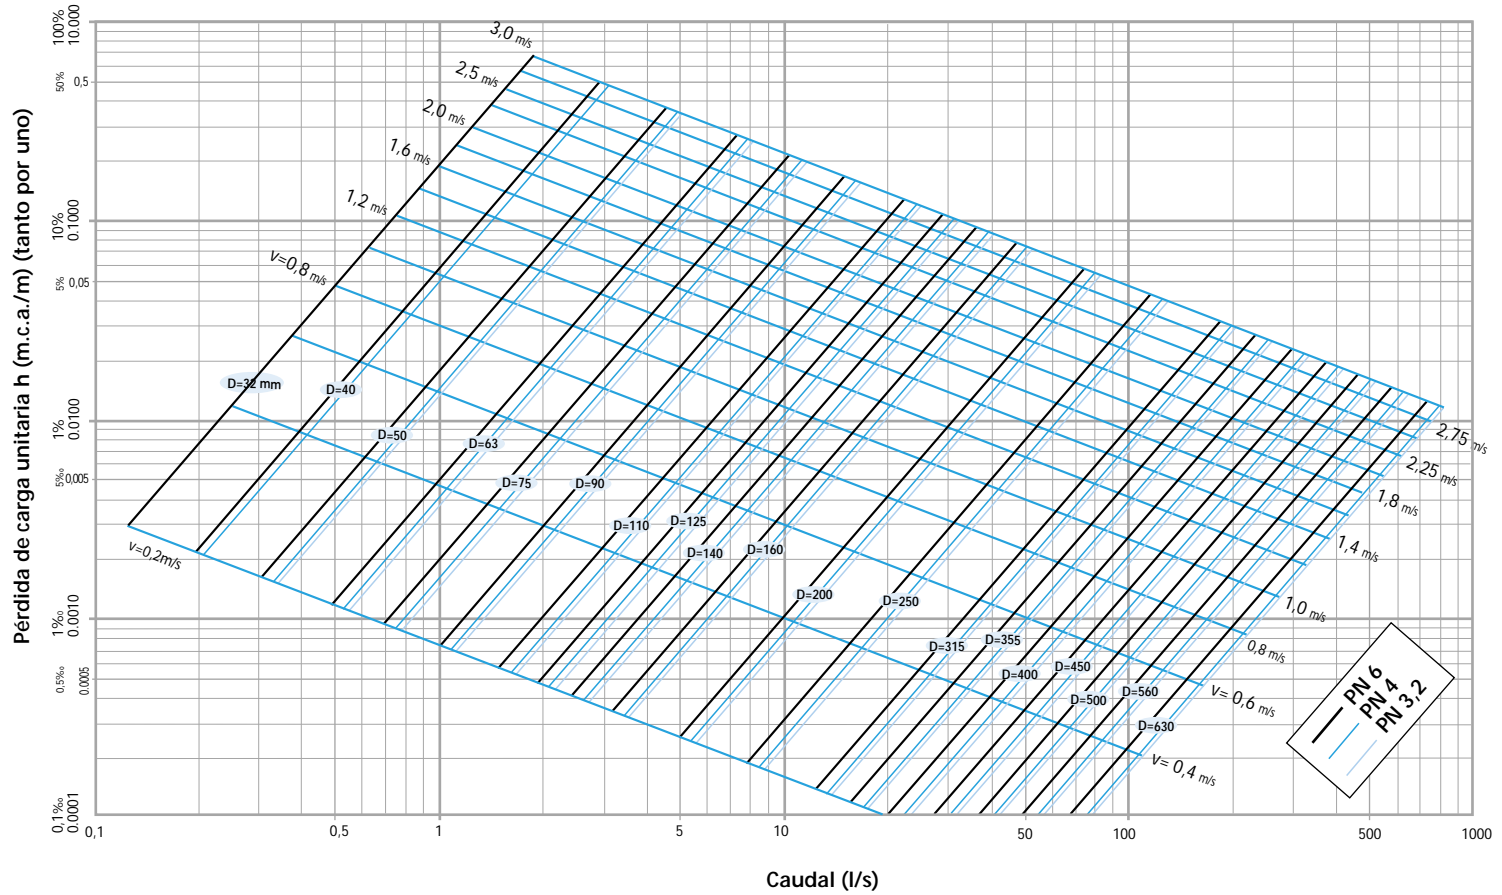 Pérdida de carga unitaria h (m.c.a./m) (tanto por uno)
100% 10.000
50% 0,5
10% 0.1000
5% 0,05
1% 0.0100
5‰ 0,005
1‰ 0.0010
0,5‰ 0.0005
0,1‰ 0.0001
3,0 m/s
2,5 m/s
2,0 m/s
1,6 m/s
1,2 m/s
v=0,8 m/s
v=0,2m/s
D=32 mm
D=40
D=50
D=63
D=75
D=90
D=110
D=125
D=140
D=160
D=200
D=250
D=315
D=355
D=400
D=450
D=500
D=560
D=630
2,75 m/s
2,25 m/s
1,8 m/s
1,4 m/s
1,0 m/s
0,8 m/s
v= 0,6 m/s
v= 0,4 m/s
PN 6
PN 4
PN 3,2
0,1 0,5 1 5 10 50 100 500 1000
Caudal (l/s)